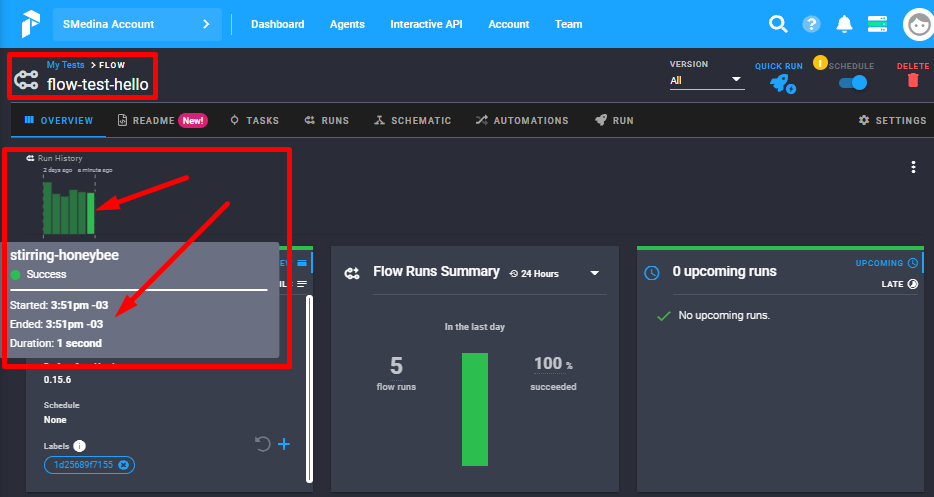 SMedina Account
Dashboard
Agents
Interactive API
Account
Team
My Tests > FLOW
flow-test-hello
VERSION
All
QUICK RUN
SCHEDULE
DELETE
OVERVIEW
README New!
TASKS
RUNS
SCHEMATIC
AUTOMATIONS
RUN
SETTINGS
Run History
2 days ago
a minute ago
stirring-honeybee
Success
Started: 3:51pm -03
Ended: 3:51pm -03
Duration: 1 second
0.15.6
Schedule
None
Labels
1d25689f7155
Flow Runs Summary
24 Hours
In the last day
5
flow runs
100 %
succeeded
0 upcoming runs
UPCOMING
LATE
No upcoming runs.